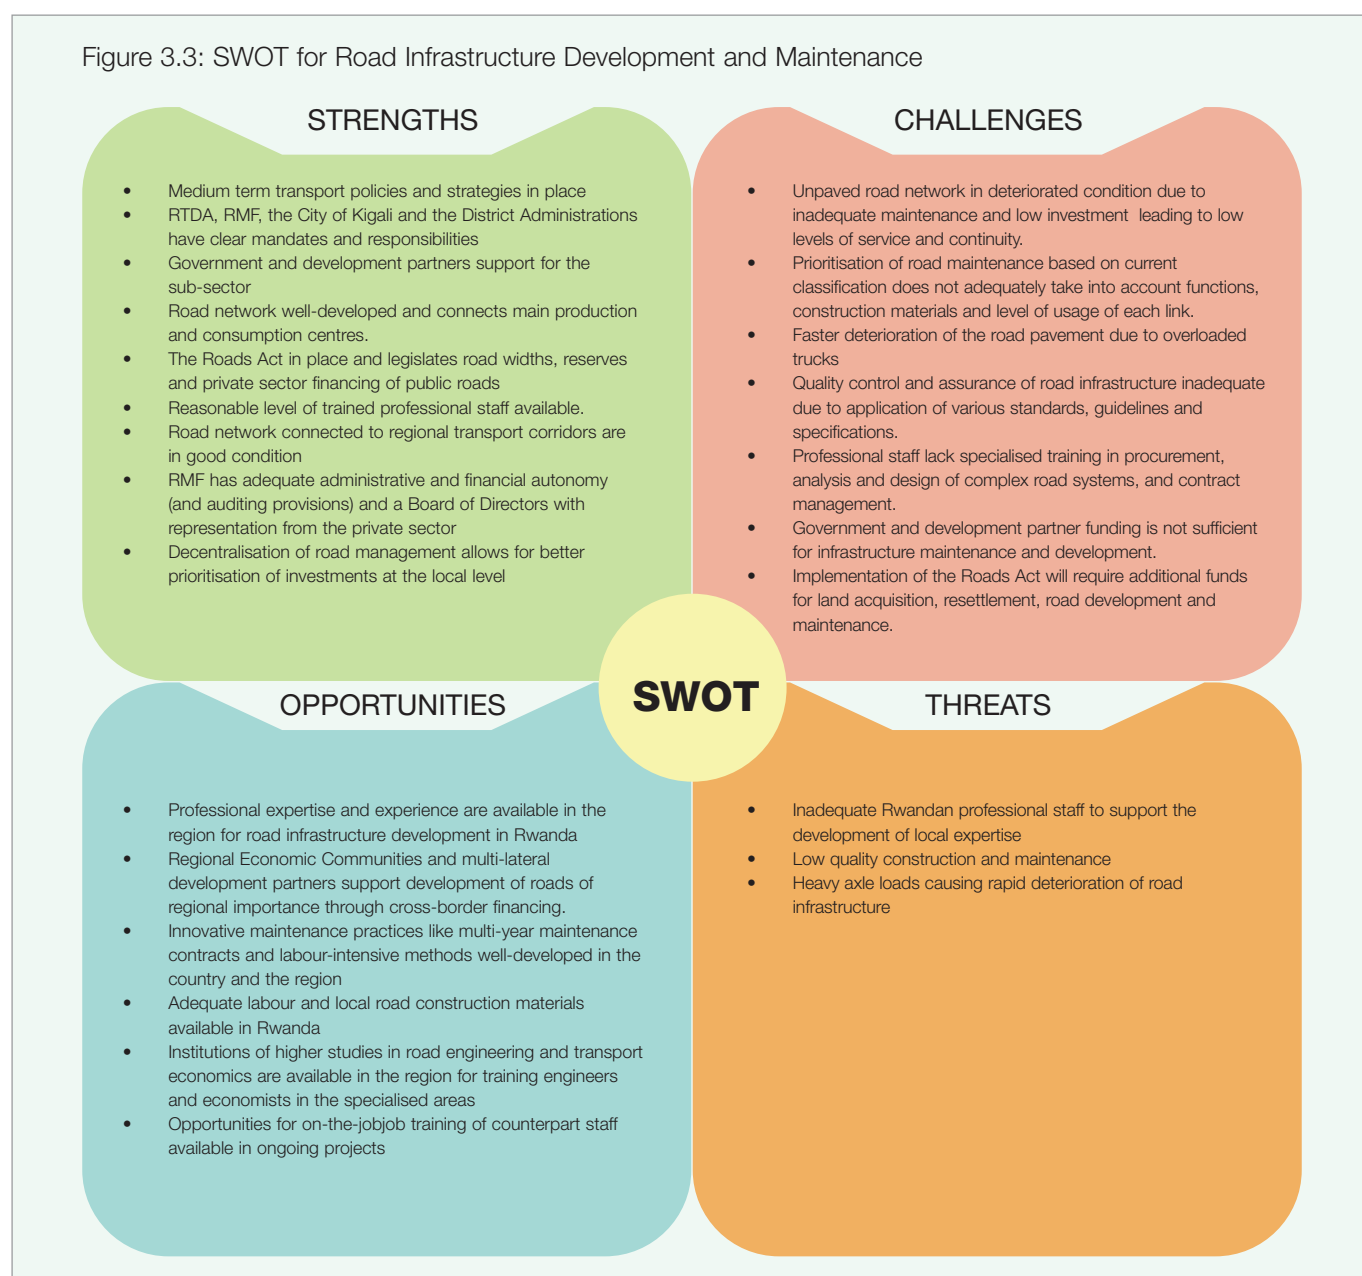 Figure 3.3: SWOT for Road Infrastructure Development and Maintenance
STRENGTHS
• Medium term transport policies and strategies in place
• RTDA, RMF, the City of Kigali and the District Administrations
have clear mandates and responsibilities
• Government and development partners support for the
sub-sector
• Road network well-developed and connects main production
and consumption centres.
• The Roads Act in place and legislates road widths, reserves
and private sector financing of public roads
• Reasonable level of trained professional staff available.
• Road network connected to regional transport corridors are
in good condition
• RMF has adequate administrative and financial autonomy
(and auditing provisions) and a Board of Directors with
representation from the private sector
• Decentralisation of road management allows for better
prioritisation of investments at the local level
CHALLENGES
• Unpaved road network in deteriorated condition due to
inadequate maintenance and low investment leading to low
levels of service and continuity.
• Prioritisation of road maintenance based on current
classification does not adequately take into account functions,
construction materials and level of usage of each link.
• Faster deterioration of the road pavement due to overloaded
trucks
• Quality control and assurance of road infrastructure inadequate
due to application of various standards, guidelines and
specifications.
• Professional staff lack specialised training in procurement,
analysis and design of complex road systems, and contract
management.
• Government and development partner funding is not sufficient
for infrastructure maintenance and development.
• Implementation of the Roads Act will require additional funds
for land acquisition, resettlement, road development and
maintenance.
SWOT
OPPORTUNITIES
• Professional expertise and experience are available in the
region for road infrastructure development in Rwanda
• Regional Economic Communities and multi-lateral
development partners support development of roads of
regional importance through cross-border financing.
• Innovative maintenance practices like multi-year maintenance
contracts and labour-intensive methods well-developed in the
country and the region
• Adequate labour and local road construction materials
available in Rwanda
• Institutions of higher studies in road engineering and transport
economics are available in the region for training engineers
and economists in the specialised areas
• Opportunities for on-the-jobjob training of counterpart staff
available in ongoing projects
THREATS
• Inadequate Rwandan professional staff to support the
development of local expertise
• Low quality construction and maintenance
• Heavy axle loads causing rapid deterioration of road
infrastructure